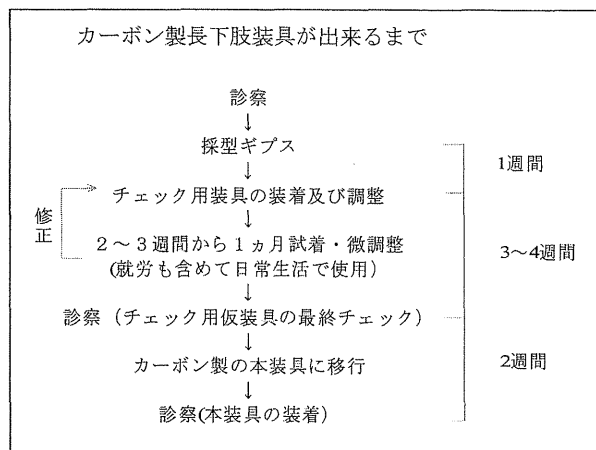 カーボン製長下肢装具が出来るまで
診察
↓
採型ギプス
↓
チェック用装具の装着及び調整
↓
2～3週間から1ヵ月試着・微調整
(就労も含めて日常生活で使用)
↓
診察（チェック用仮装具の最終チェック）
↓
カーボン製の本装具に移行
↓
診察(本装具の装着)
修正
1週間
3～4週間
2週間